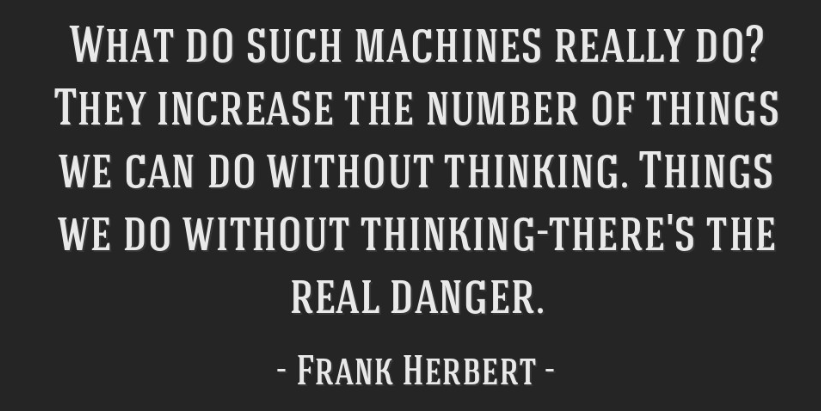 What do such machines really do?
They increase the number of things
we can do without thinking. Things
we do without thinking-there's the
real danger.
- Frank Herbert -